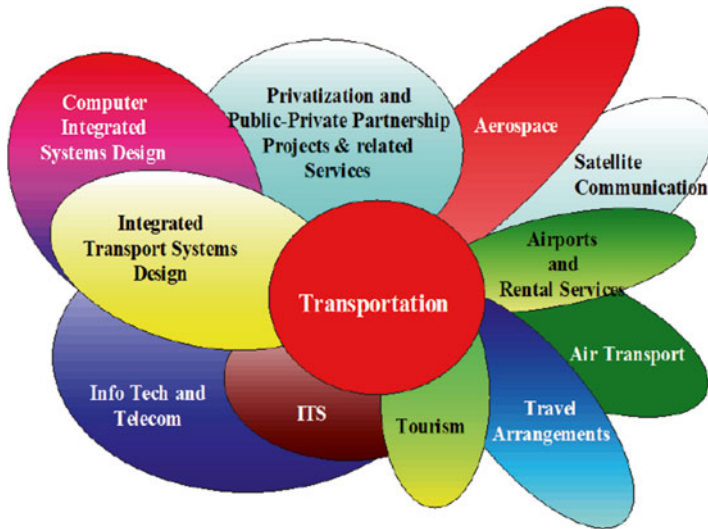 Computer
Integrated
Systems Design
Privatization and
Public-Private Partnership
Projects & related
Services
Aerospace
Satellite
Communication
Integrated
Transport Systems
Design
Airports
and
Rental Services
Transportation
Air Transport
Info Tech and
Telecom
ITS
Tourism
Travel
Arrangements